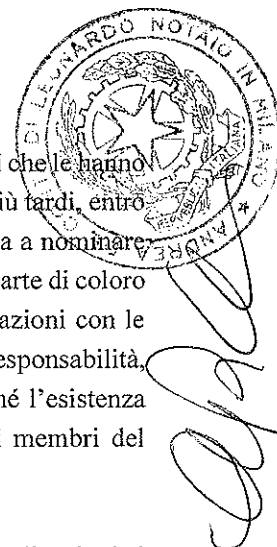 DI LEONARDO NOTAIO IN MILANO
ANDREA
i che le hanno
iù tardi, entro
a a nominare
arte di coloro
azioni con le
esponsabilità,
né l'esistenza
i membri del